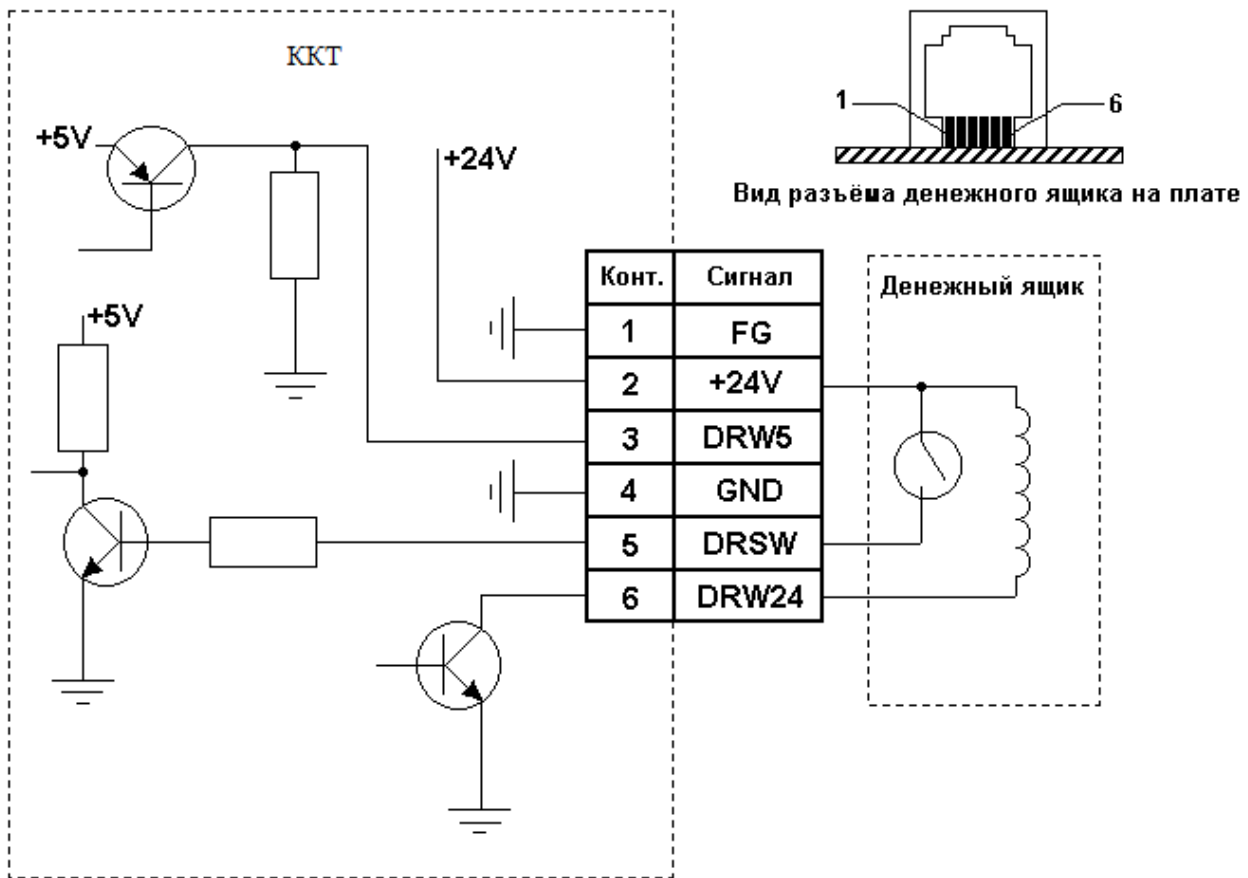 ККТ
+5V
+24V
+5V
1
6
Вид разъёма денежного ящика на плате
Конт. Сигнал
1 FG
2 +24V
3 DRW5
4 GND
5 DRSW
6 DRW24
Денежный ящик